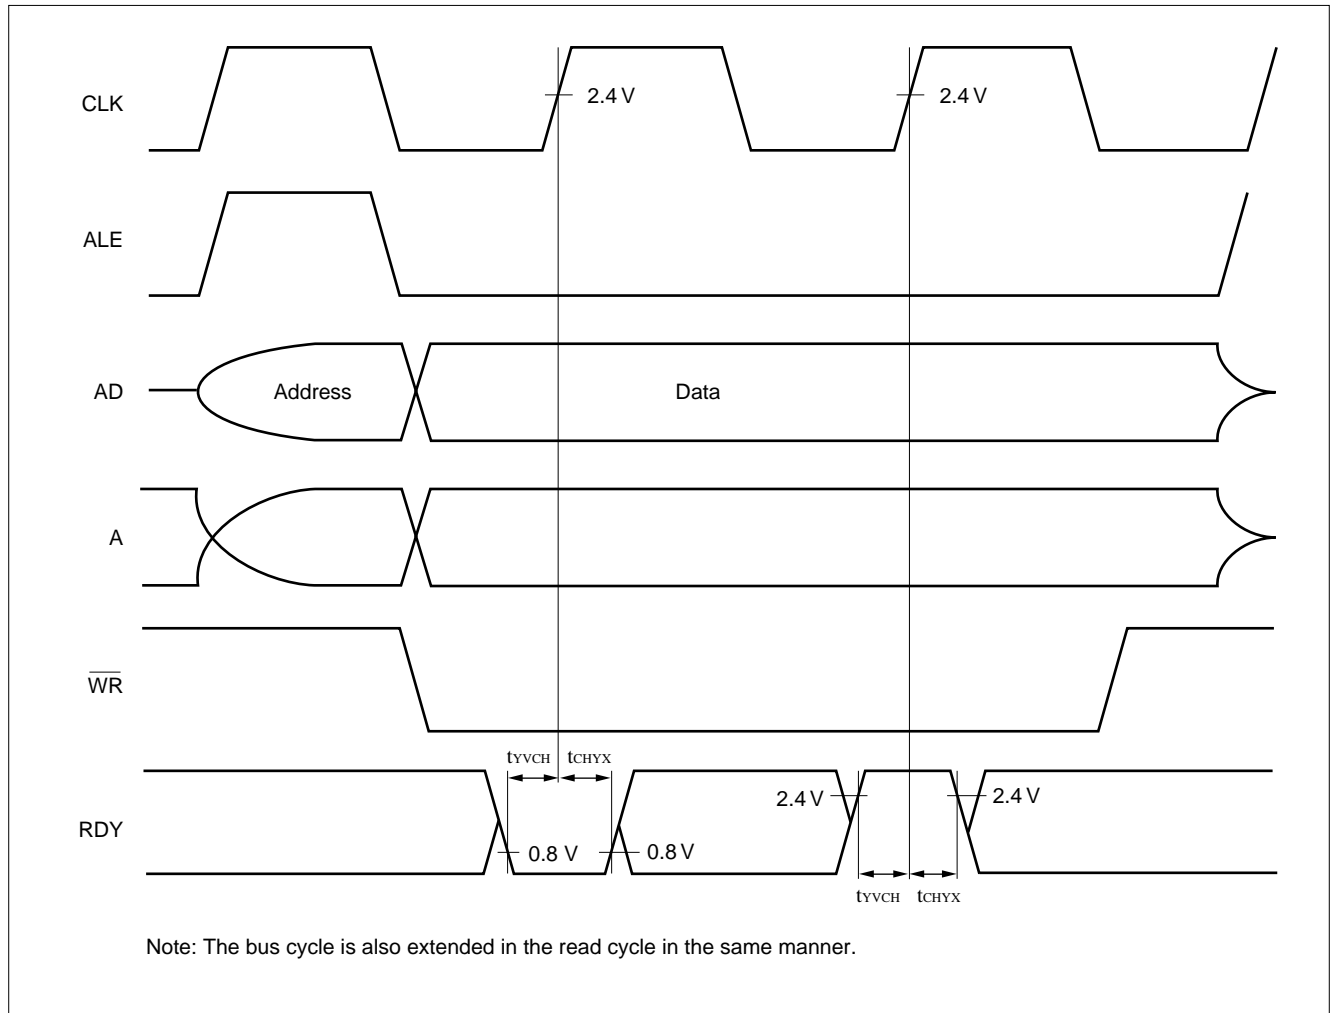 CLK
2.4 V
2.4 V
ALE
AD
Address
Data
A
WR
tYVCH
tCHYX
RDY
2.4 V
2.4 V
0.8 V
0.8 V
tYVCH
tCHYX
Note: The bus cycle is also extended in the read cycle in the same manner.